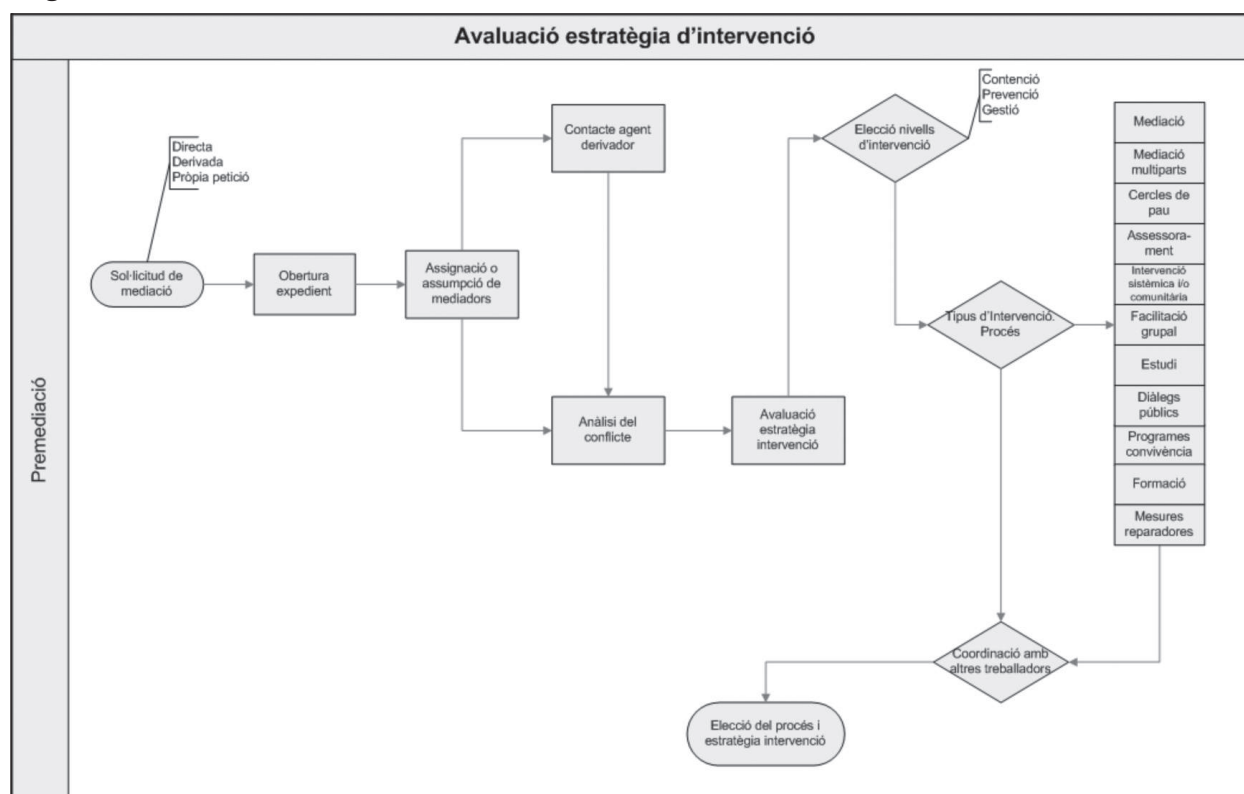 Avaluació estratègia d’intervenció
Premediació
Directa
Derivada
Pròpia petició
Sol·licitud de
mediació
Obertura
expedient
Assignació o
assumpció de
mediadors
Contacte agent
derivador
Anàlisi del
conflicte
Avaluació
estratègia
intervenció
Elecció nivells
d’intervenció
Contenció
Prevenció
Gestió
Tipus d’Intervenció.
Procés
Mediació
Mediació
multiparts
Cercles de
pau
Assessora-
ment
Intervenció
sistèmica i/o
comunitària
Facilitació
grupal
Estudi
Diàlegs
públics
Programes
convivència
Formació
Mesures
reparadores
Coordinació amb
altres treballadors
Elecció del procés i
estratègia intervenció